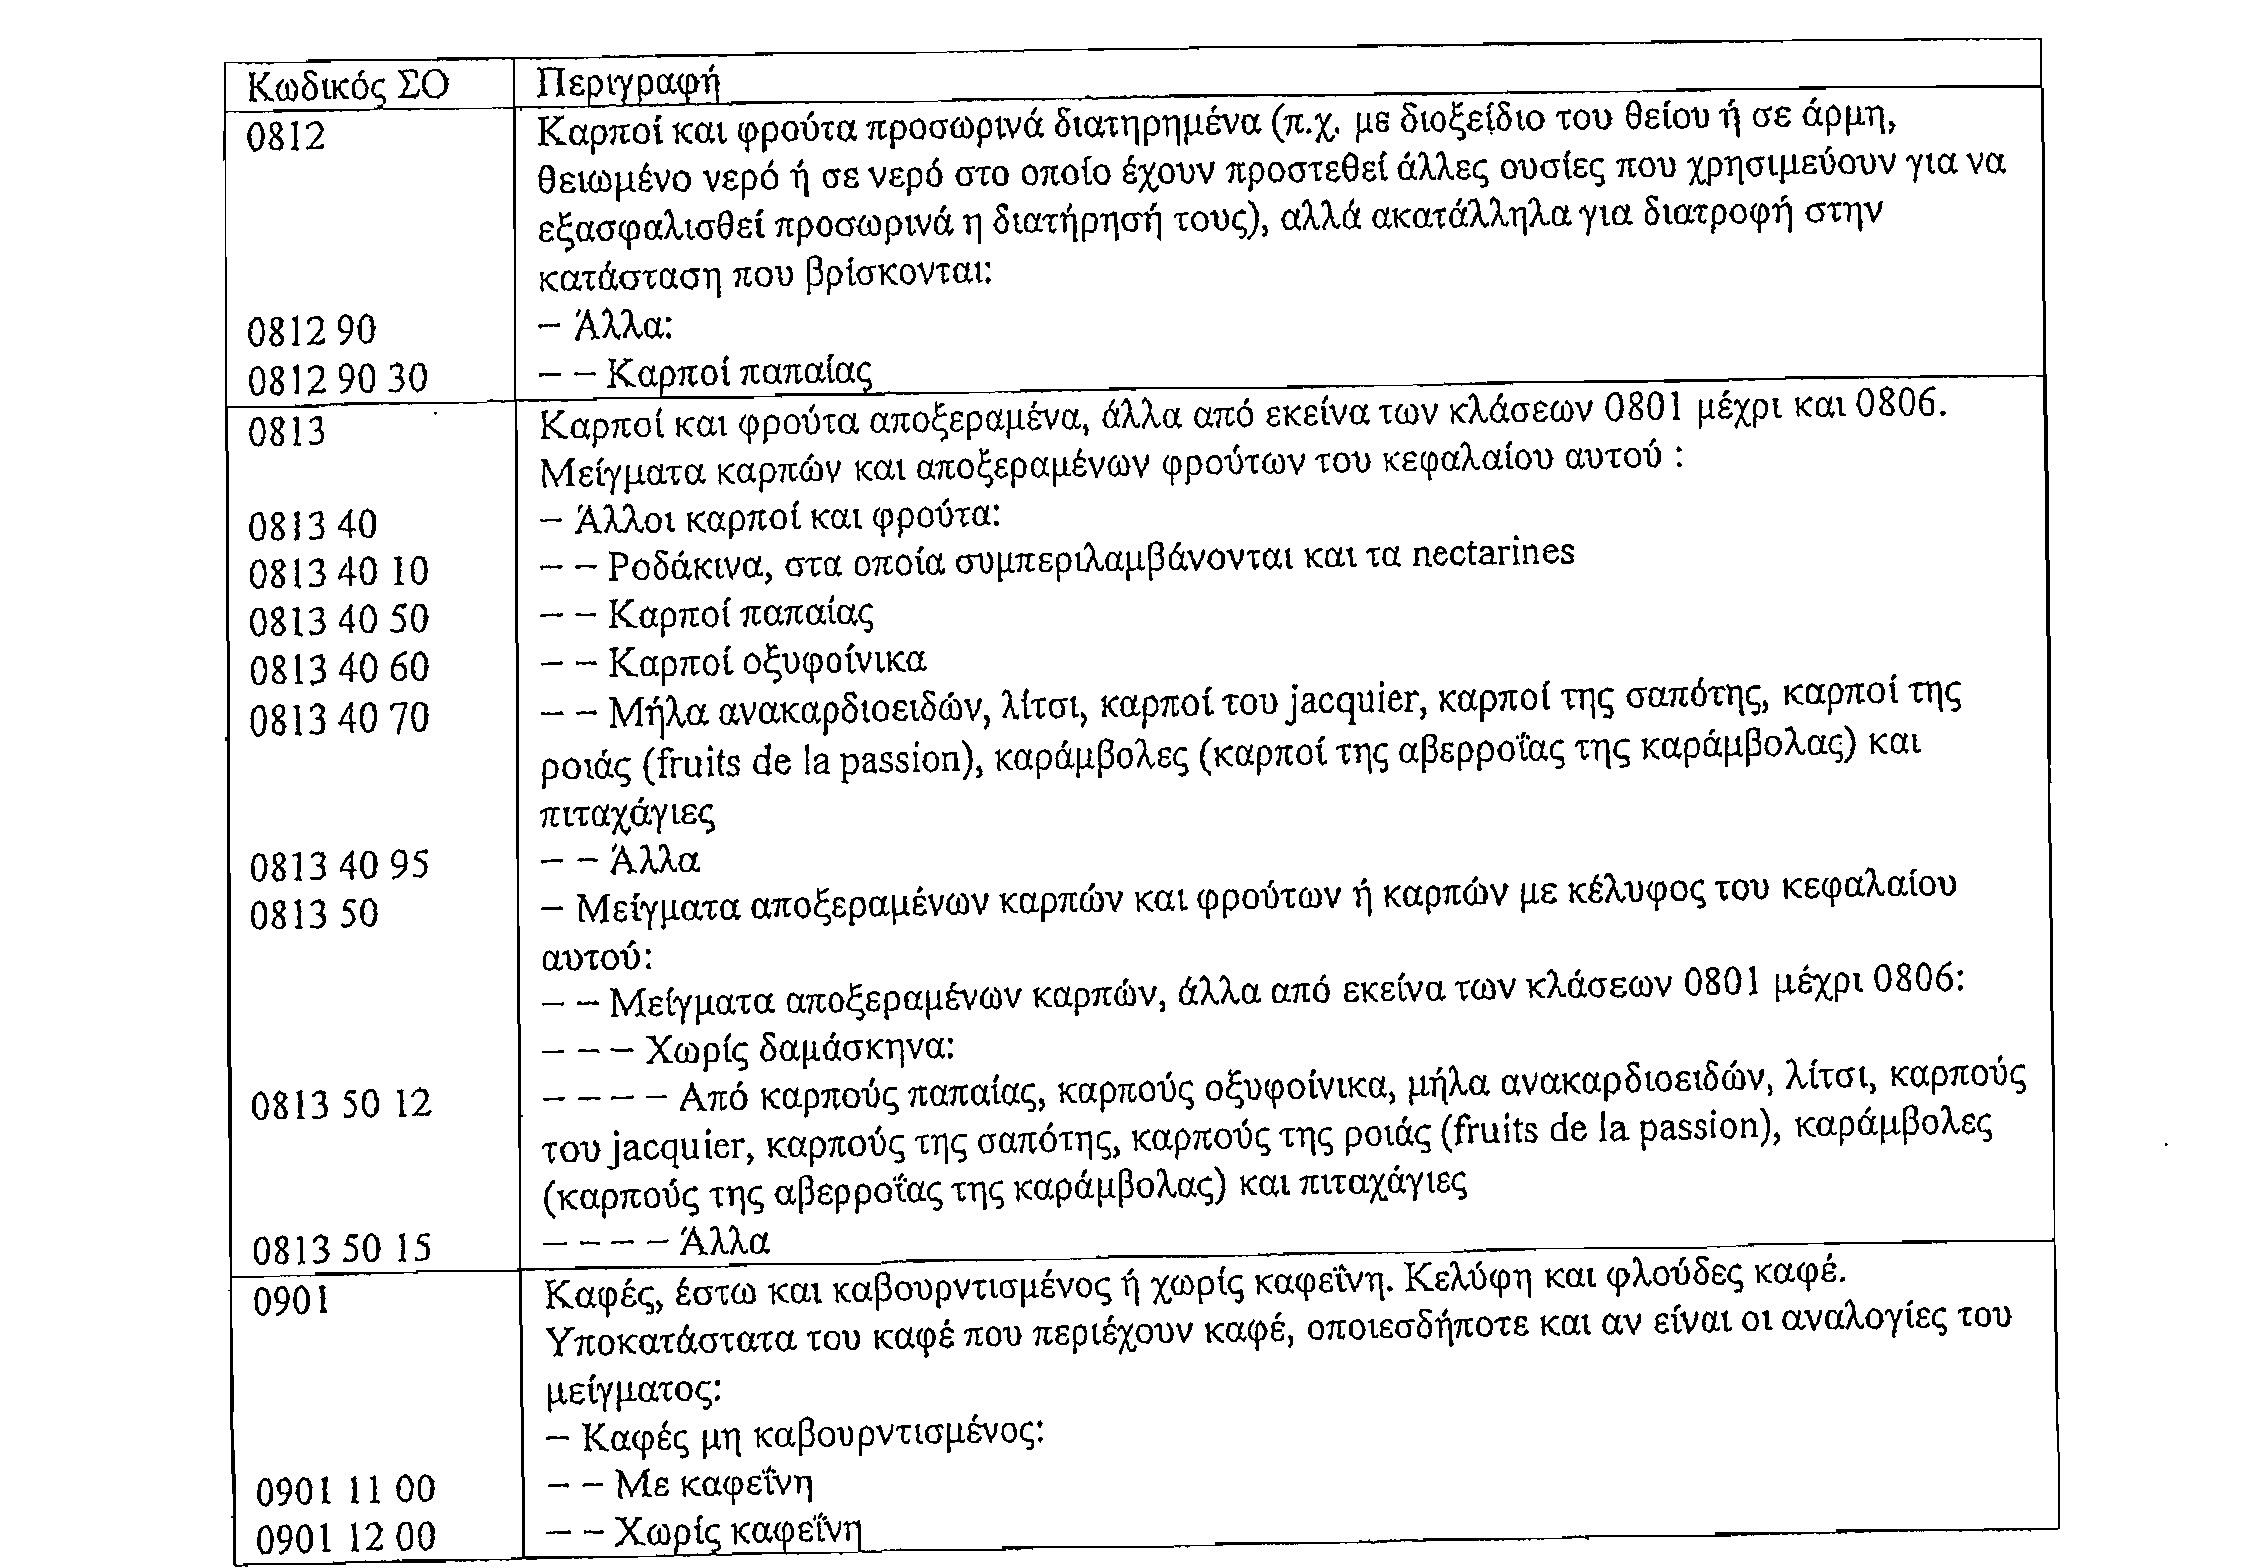 Κωδικός ΣΟ Περιγραφή
0812 Καρποί και φρούτα προσωρινά διατηρημένα (π.χ. με διοξείδιο του θείου ή σε άρμη,
θειωμένο νερό ή σε νερό στο οποίο έχουν προστεθεί άλλες ουσίες που χρησιμεύουν για να
εξασφαλισθεί προσωρινά η διατήρησή τους), αλλά ακατάλληλα για διατροφή στην
κατάσταση που βρίσκονται:
0812 90 – Άλλα:
0812 90 30 – – Καρποί παπαίας
0813 Καρποί και φρούτα αποξεραμένα, άλλα από εκείνα των κλάσεων 0801 μέχρι και 0806.
Μείγματα καρπών και αποξεραμένων φρούτων του κεφαλαίου αυτού :
0813 40 – Άλλοι καρποί και φρούτα:
0813 40 10 – – Ροδάκινα, στα οποία συμπεριλαμβάνονται και τα nectarines
0813 40 50 – – Καρποί παπαίας
0813 40 60 – – Καρποί οξυφοίνικα
0813 40 70 – – Μήλα ανακαρδιοειδών, λίτσι, καρποί του jacquier, καρποί της σαπότης, καρποί της
ροιάς (fruits de la passion), καράμβολες (καρποί της αβερροΐας της καράμβολας) και
πιταχάγιες
0813 40 95 – – Άλλα
0813 50 – Μείγματα αποξεραμένων καρπών και φρούτων ή καρπών με κέλυφος του κεφαλαίου
αυτού:
– – Μείγματα αποξεραμένων καρπών, άλλα από εκείνα των κλάσεων 0801 μέχρι 0806:
– – – Χωρίς δαμάσκηνα:
0813 50 12 – – – – Από καρπούς παπαίας, καρπούς οξυφοίνικα, μήλα ανακαρδιοειδών, λίτσι, καρπούς
του jacquier, καρπούς της σαπότης, καρπούς της ροιάς (fruits de la passion), καράμβολες
(καρπούς της αβερροΐας της καράμβολας) και πιταχάγιες
0813 50 15 – – – – Άλλα
0901 Καφές, έστω και καβουρντισμένος ή χωρίς καφεΐνη. Κελύφη και φλούδες καφέ.
Υποκατάστατα του καφέ που περιέχουν καφέ, οποιεσδήποτε και αν είναι οι αναλογίες του
μείγματος:
– Καφές μη καβουρντισμένος:
0901 11 00 – – Με καφεΐνη
0901 12 00 – – Χωρίς καφεΐνη